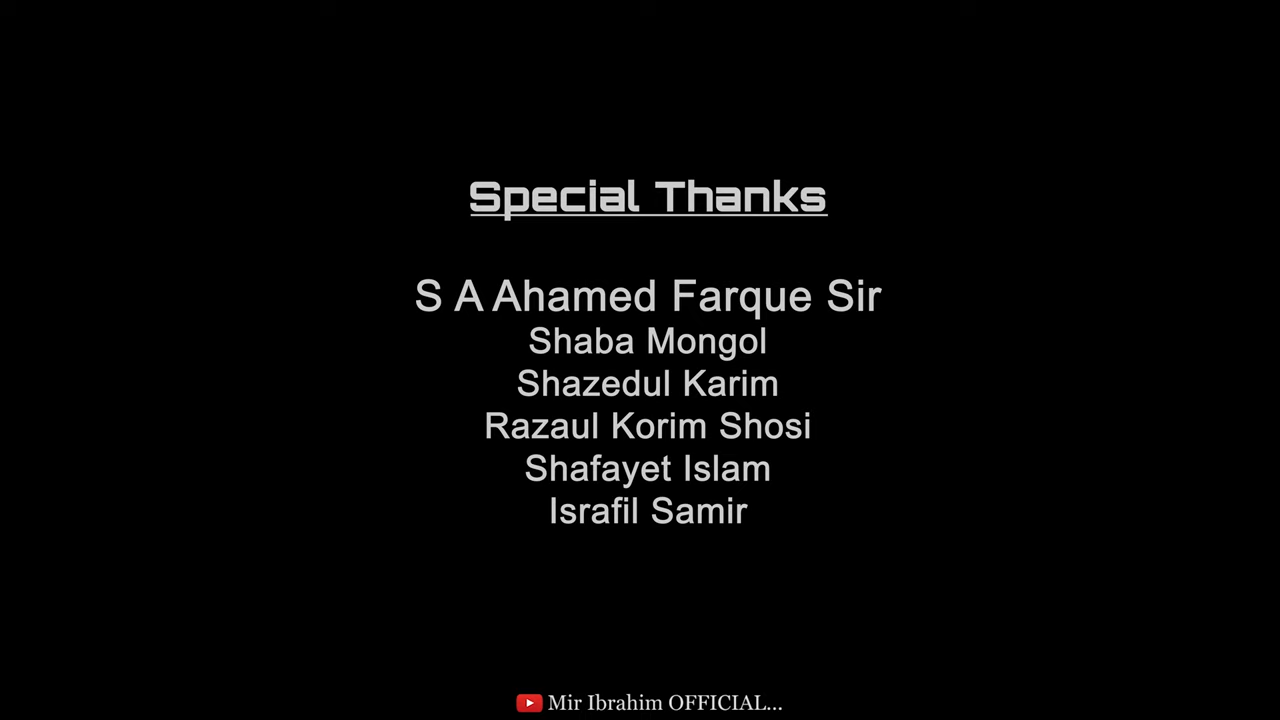 Special Thanks
S A Ahamed Farque Sir
Shaba Mongol
Shazedul Karim
Razaul Korim Shosi
Shafayet Islam
Israfil Samir
Mir Ibrahim OFFICIAL...